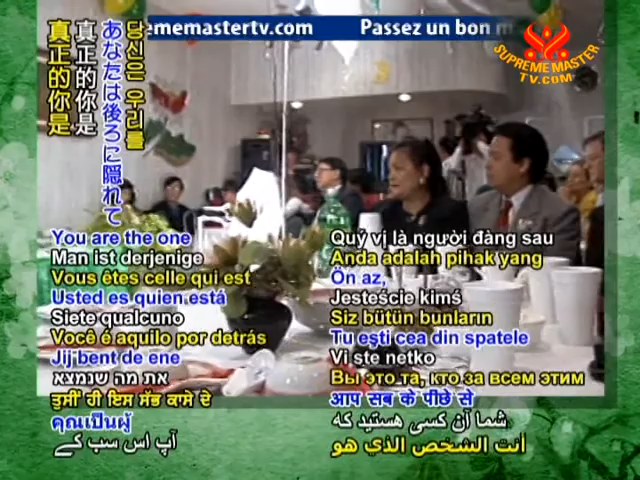 ememastertv.com
Passez un bon m
SUPREME MASTER
TV.COM
真正的你是
真正的你是
あなたは後ろに隠れて
당신은 우리를
You are the one
Man ist derjenige
Vous êtes celle qui est
Usted es quien está
Siete qualcuno
Você é aquilo por detrás
Jij bent de ene
את מה שנמצא
ਤੁਸੀਂ ਹੀ ਇਸ ਸੱਭ ਕਾਸੇ ਦੇ
คุณเป็นผู้
آپ اس سب کے
Quý vị là người đàng sau
Anda adalah pihak yang
Ön az,
Jesteście kimś
Siz bütün bunların
Tu eşti cea din spatele
Vi ste netko
Вы это та, кто за всем этим
आप सब के पीछे से
شما آن کسی هستید که
أنت الشخص الذي هو